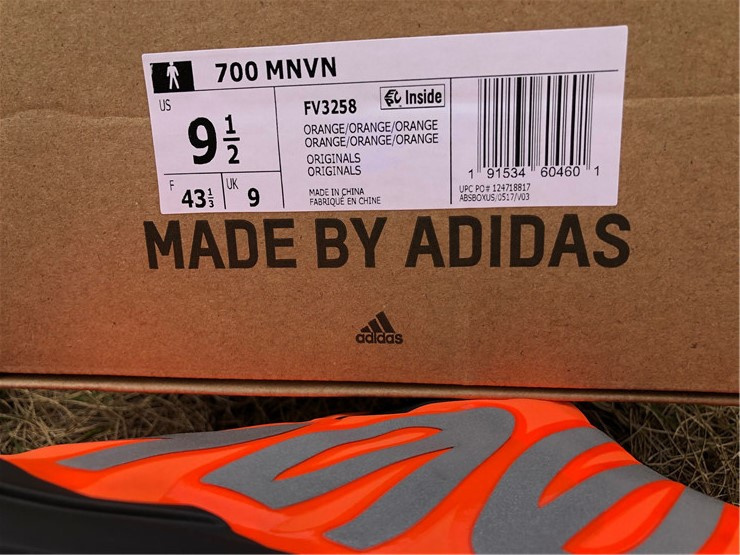 700 MNVN
US
9 1/2
F
43 1/3
UK
9
FV3258
Inside
ORANGE/ORANGE/ORANGE
ORANGE/ORANGE/ORANGE
ORIGINALS
ORIGINALS
MADE IN CHINA
FABRIQUÉ EN CHINE
1 91534 60460 1
UPC PO# 124718817
ABSBOXUS/0517/V03
MADE BY ADIDAS
adidas